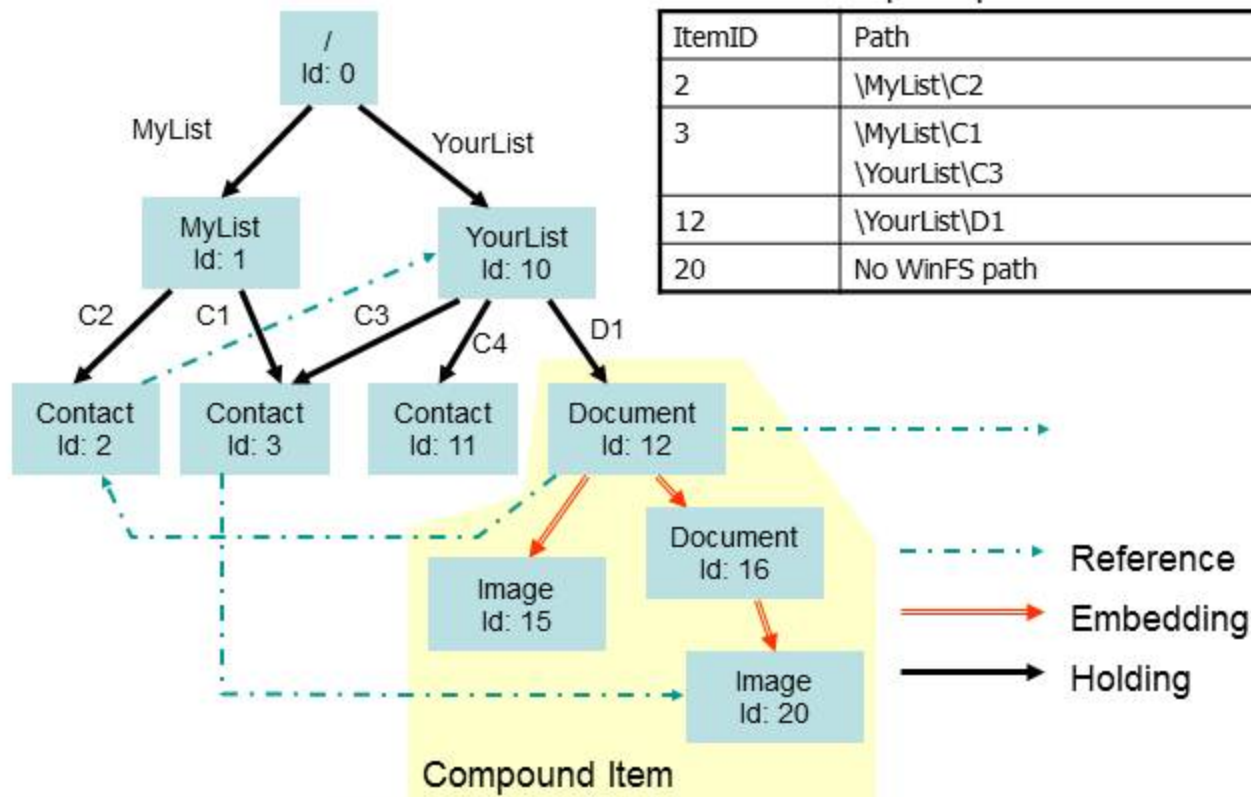 /
Id: 0
MyList
YourList
MyList
Id: 1
YourList
Id: 10
C2
C1
C3
C4
D1
Contact
Id: 2
Contact
Id: 3
Contact
Id: 11
Document
Id: 12
Document
Id: 16
Image
Id: 15
Image
Id: 20
Compound Item
ItemID Path
2 \MyList\C2
3 \MyList\C1
\YourList\C3
12 \YourList\D1
20 No WinFS path
Reference
Embedding
Holding